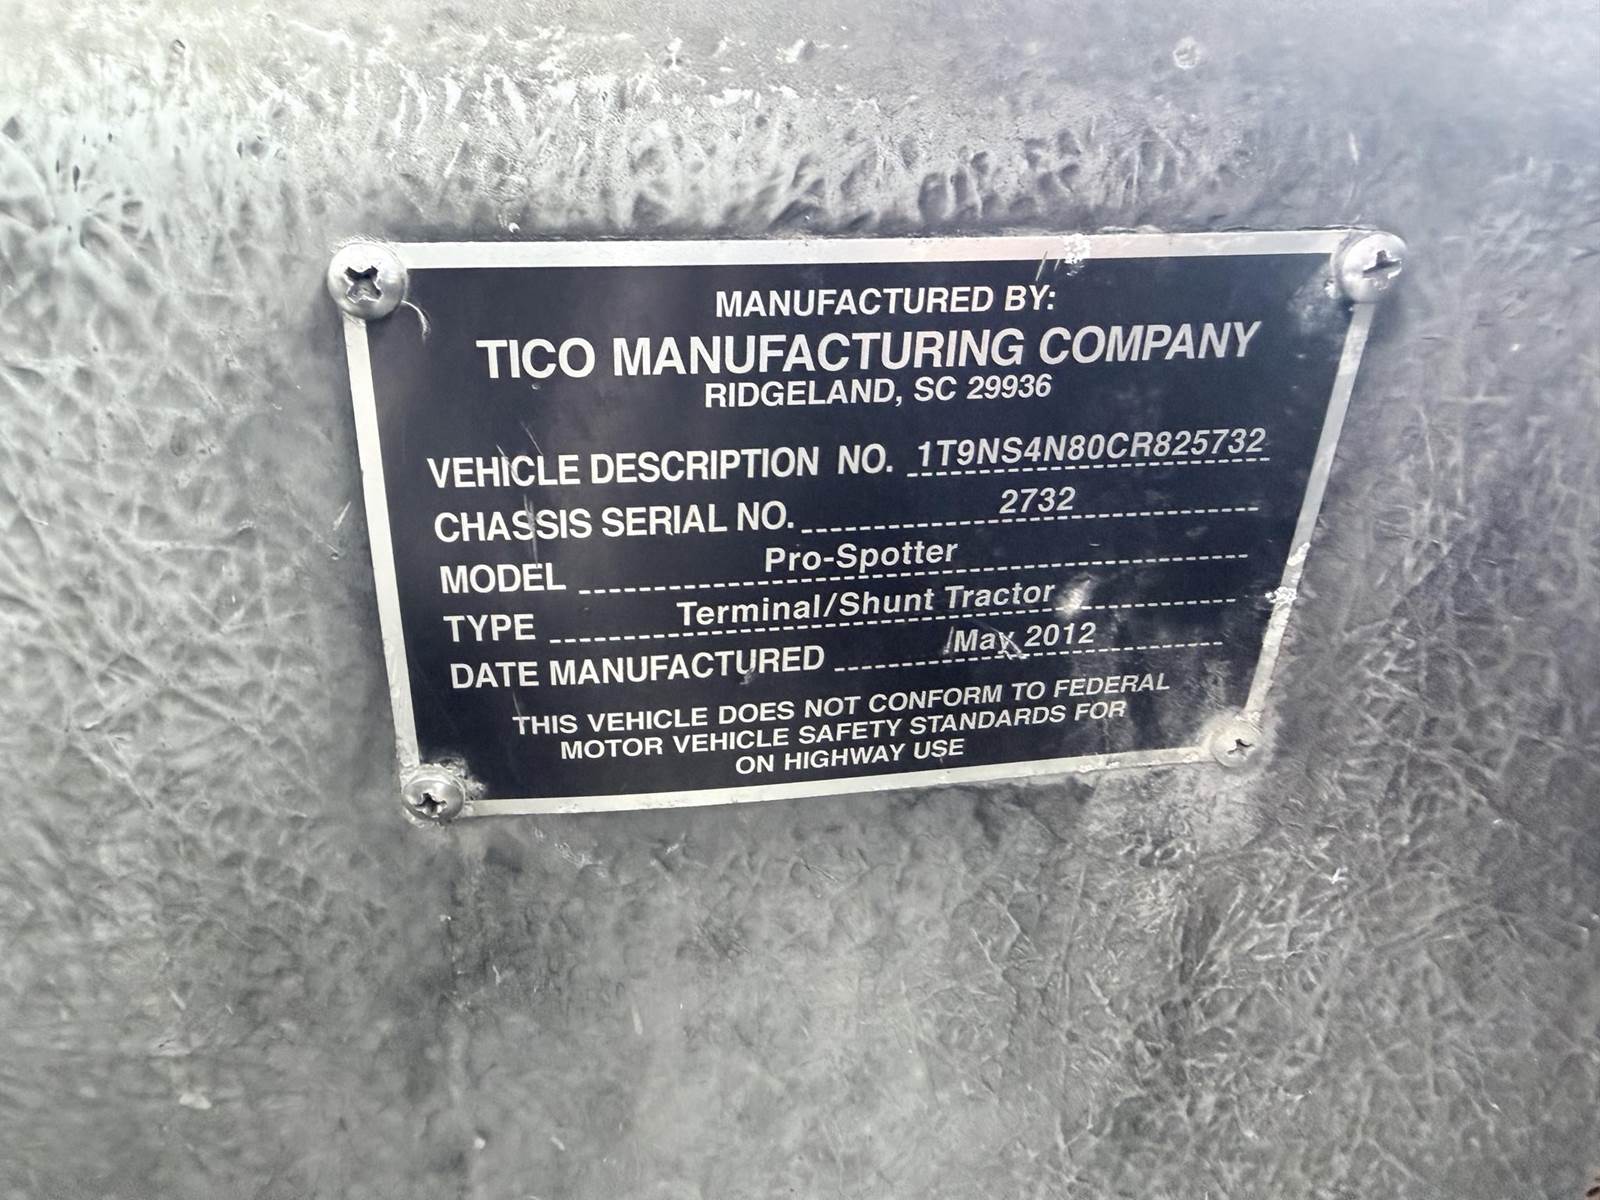 MANUFACTURED BY:
TICO MANUFACTURING COMPANY
RIDGELAND, SC 29936
VEHICLE DESCRIPTION NO. 1T9NS4N80CR825732
CHASSIS SERIAL NO. 2732
MODEL Pro-Spotter
TYPE Terminal/Shunt Tractor
DATE MANUFACTURED May 2012
THIS VEHICLE DOES NOT CONFORM TO FEDERAL
MOTOR VEHICLE SAFETY STANDARDS FOR
ON HIGHWAY USE